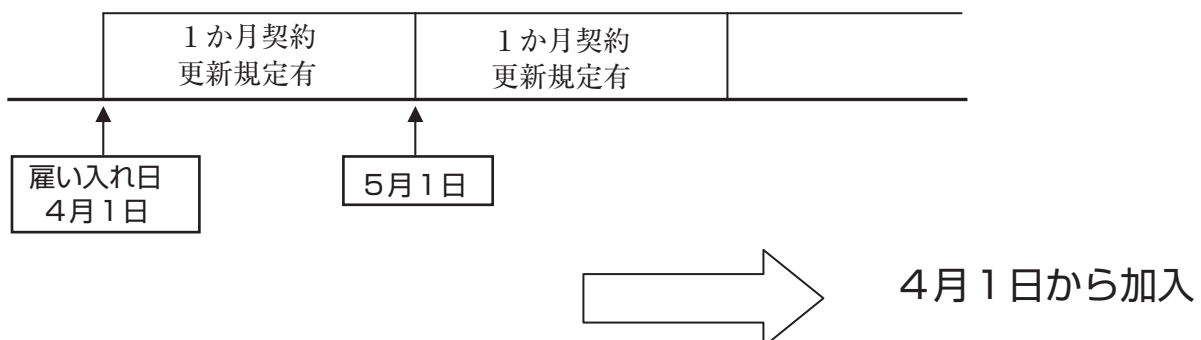 １か月契約
更新規定有
１か月契約
更新規定有
雇い入れ日
４月１日
５月１日
４月１日から加入